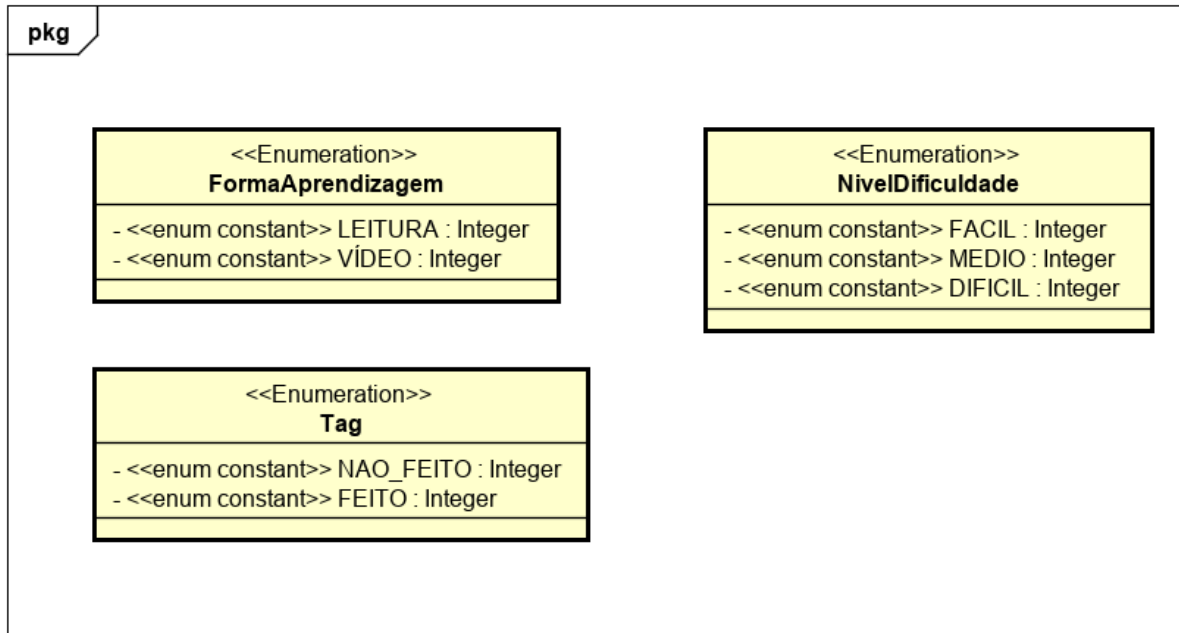 pkg
<<Enumeration>>
FormaAprendizagem
- <<enum constant>> LEITURA : Integer
- <<enum constant>> VÍDEO : Integer
<<Enumeration>>
NivelDificuldade
- <<enum constant>> FACIL : Integer
- <<enum constant>> MEDIO : Integer
- <<enum constant>> DIFICIL : Integer
<<Enumeration>>
Tag
- <<enum constant>> NAO_FEITO : Integer
- <<enum constant>> FEITO : Integer